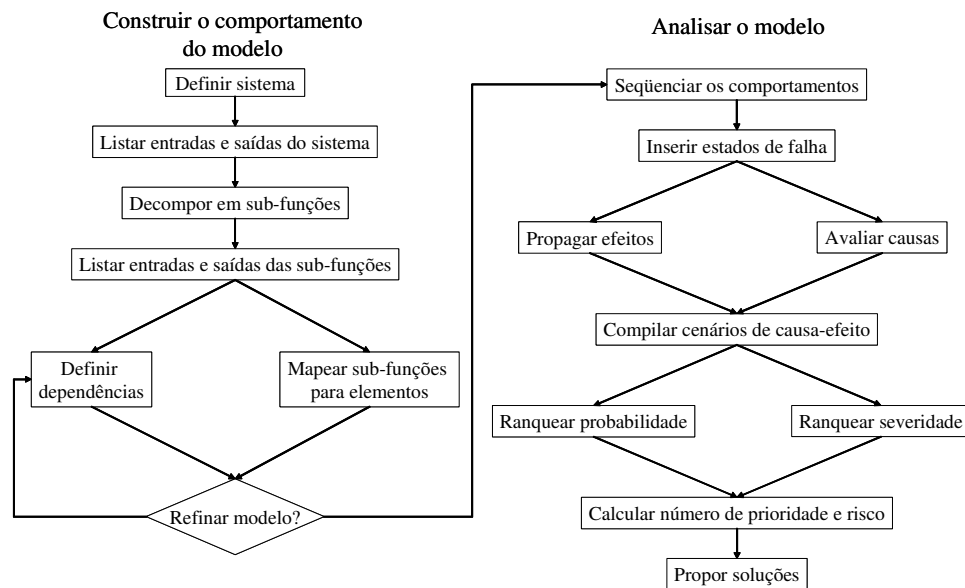 Construir o comportamento
do modelo
Definir sistema
Listar entradas e saídas do sistema
Decompor em sub-funções
Listar entradas e saídas das sub-funções
Definir
dependências
Mapear sub-funções
para elementos
Refinar modelo?
Analisar o modelo
Seqüenciar os comportamentos
Inserir estados de falha
Propagar efeitos
Avaliar causas
Compilar cenários de causa-efeito
Ranquear probabilidade
Ranquear severidade
Calcular número de prioridade e risco
Propor soluções